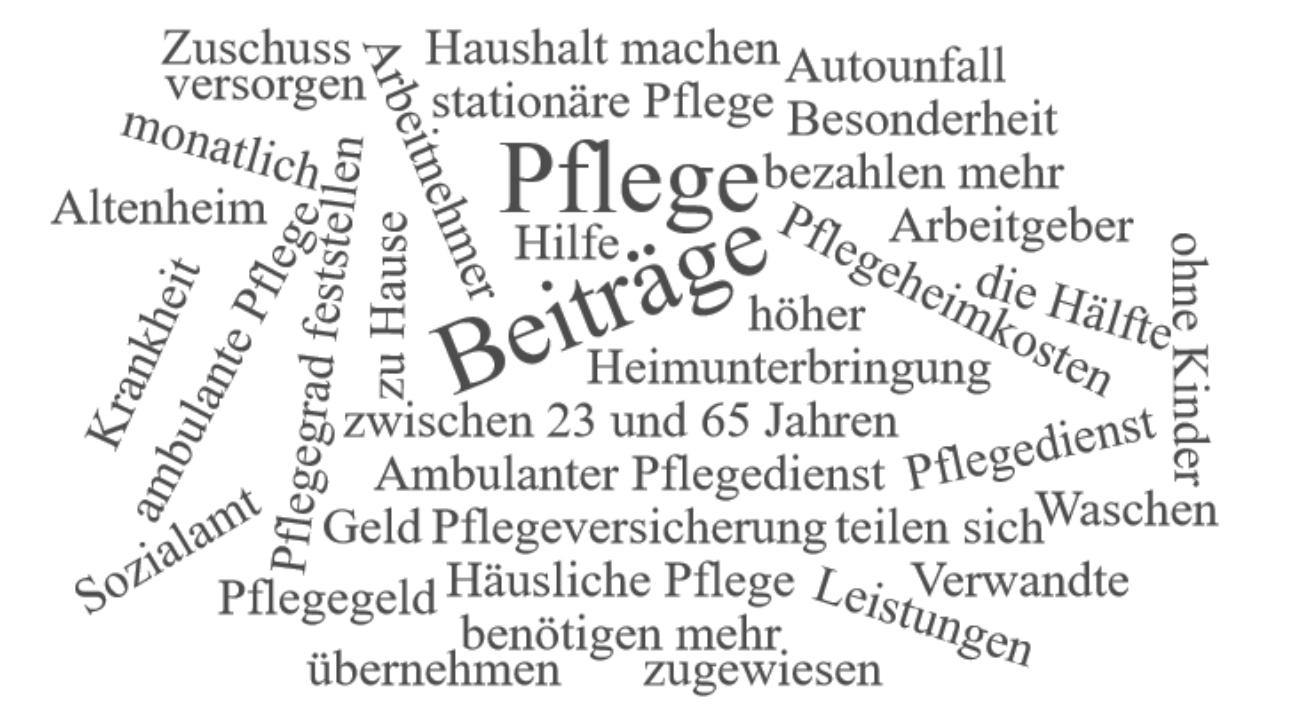 Zuschuss
versorgen
Arbeitnehmer
Haushalt machen
Autounfall
stationäre Pflege
Besonderheit
monatlich
Pflege
bezahlen mehr
Altenheim
Hilfe
Arbeitgeber
Pflegeheimkosten
die Hälfte
ohne Kinder
Krankheit
ambulante Pflege
Pflegegrad feststellen
zu Hause
Beiträge
höher
Heimunterbringung
zwischen 23 und 65 Jahren
Ambulanter Pflegedienst
Pflegedienst
Sozialamt
Geld
Pflegeversicherung
teilen sich
Waschen
Pflegegeld
Häusliche Pflege
Leistungen
Verwandte
benötigen mehr
übernehmen
zugewiesen